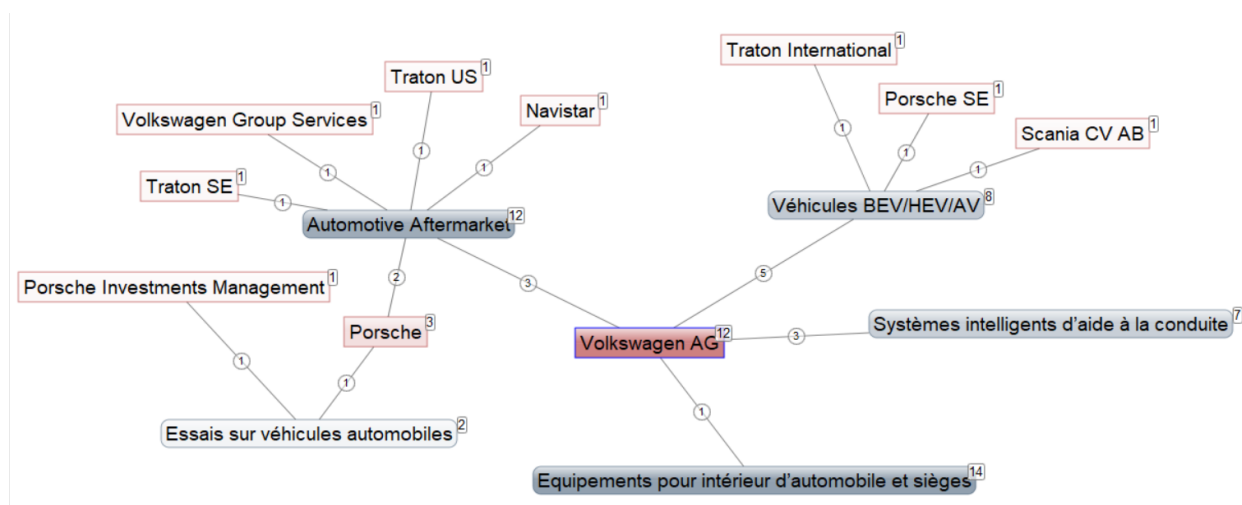 Traton International 1
Traton US 1
Porsche SE 1
Navistar 1
Volkswagen Group Services 1
Scania CV AB 1
1
1
1
1
1
1
Traton SE 1
1
Véhicules BEV/HEV/AV 8
1
Automotive Aftermarket 12
2
3
5
Porsche Investments Management 1
Porsche 3
Systèmes intelligents d’aide à la conduite 7
Volkswagen AG 12
3
1
1
1
Essais sur véhicules automobiles 2
Equipements pour intérieur d’automobile et sièges 14